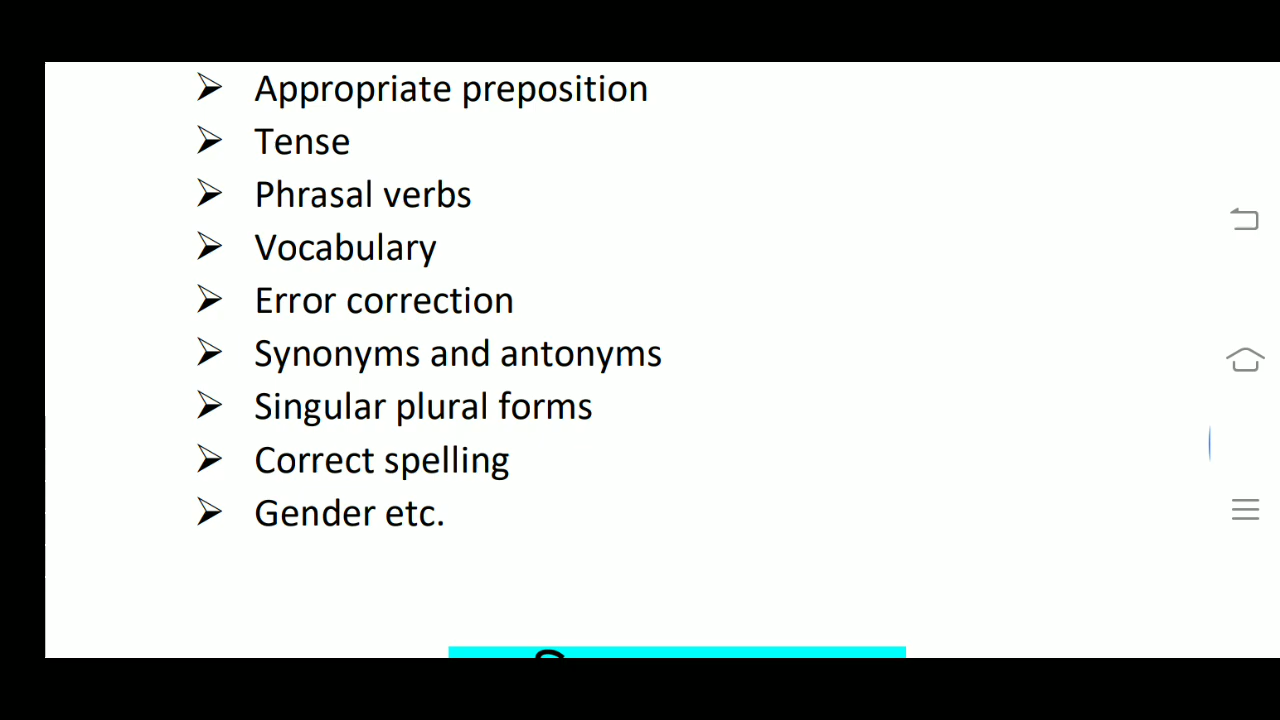 ➢ Appropriate preposition
➢ Tense
➢ Phrasal verbs
➢ Vocabulary
➢ Error correction
➢ Synonyms and antonyms
➢ Singular plural forms
➢ Correct spelling
➢ Gender etc.